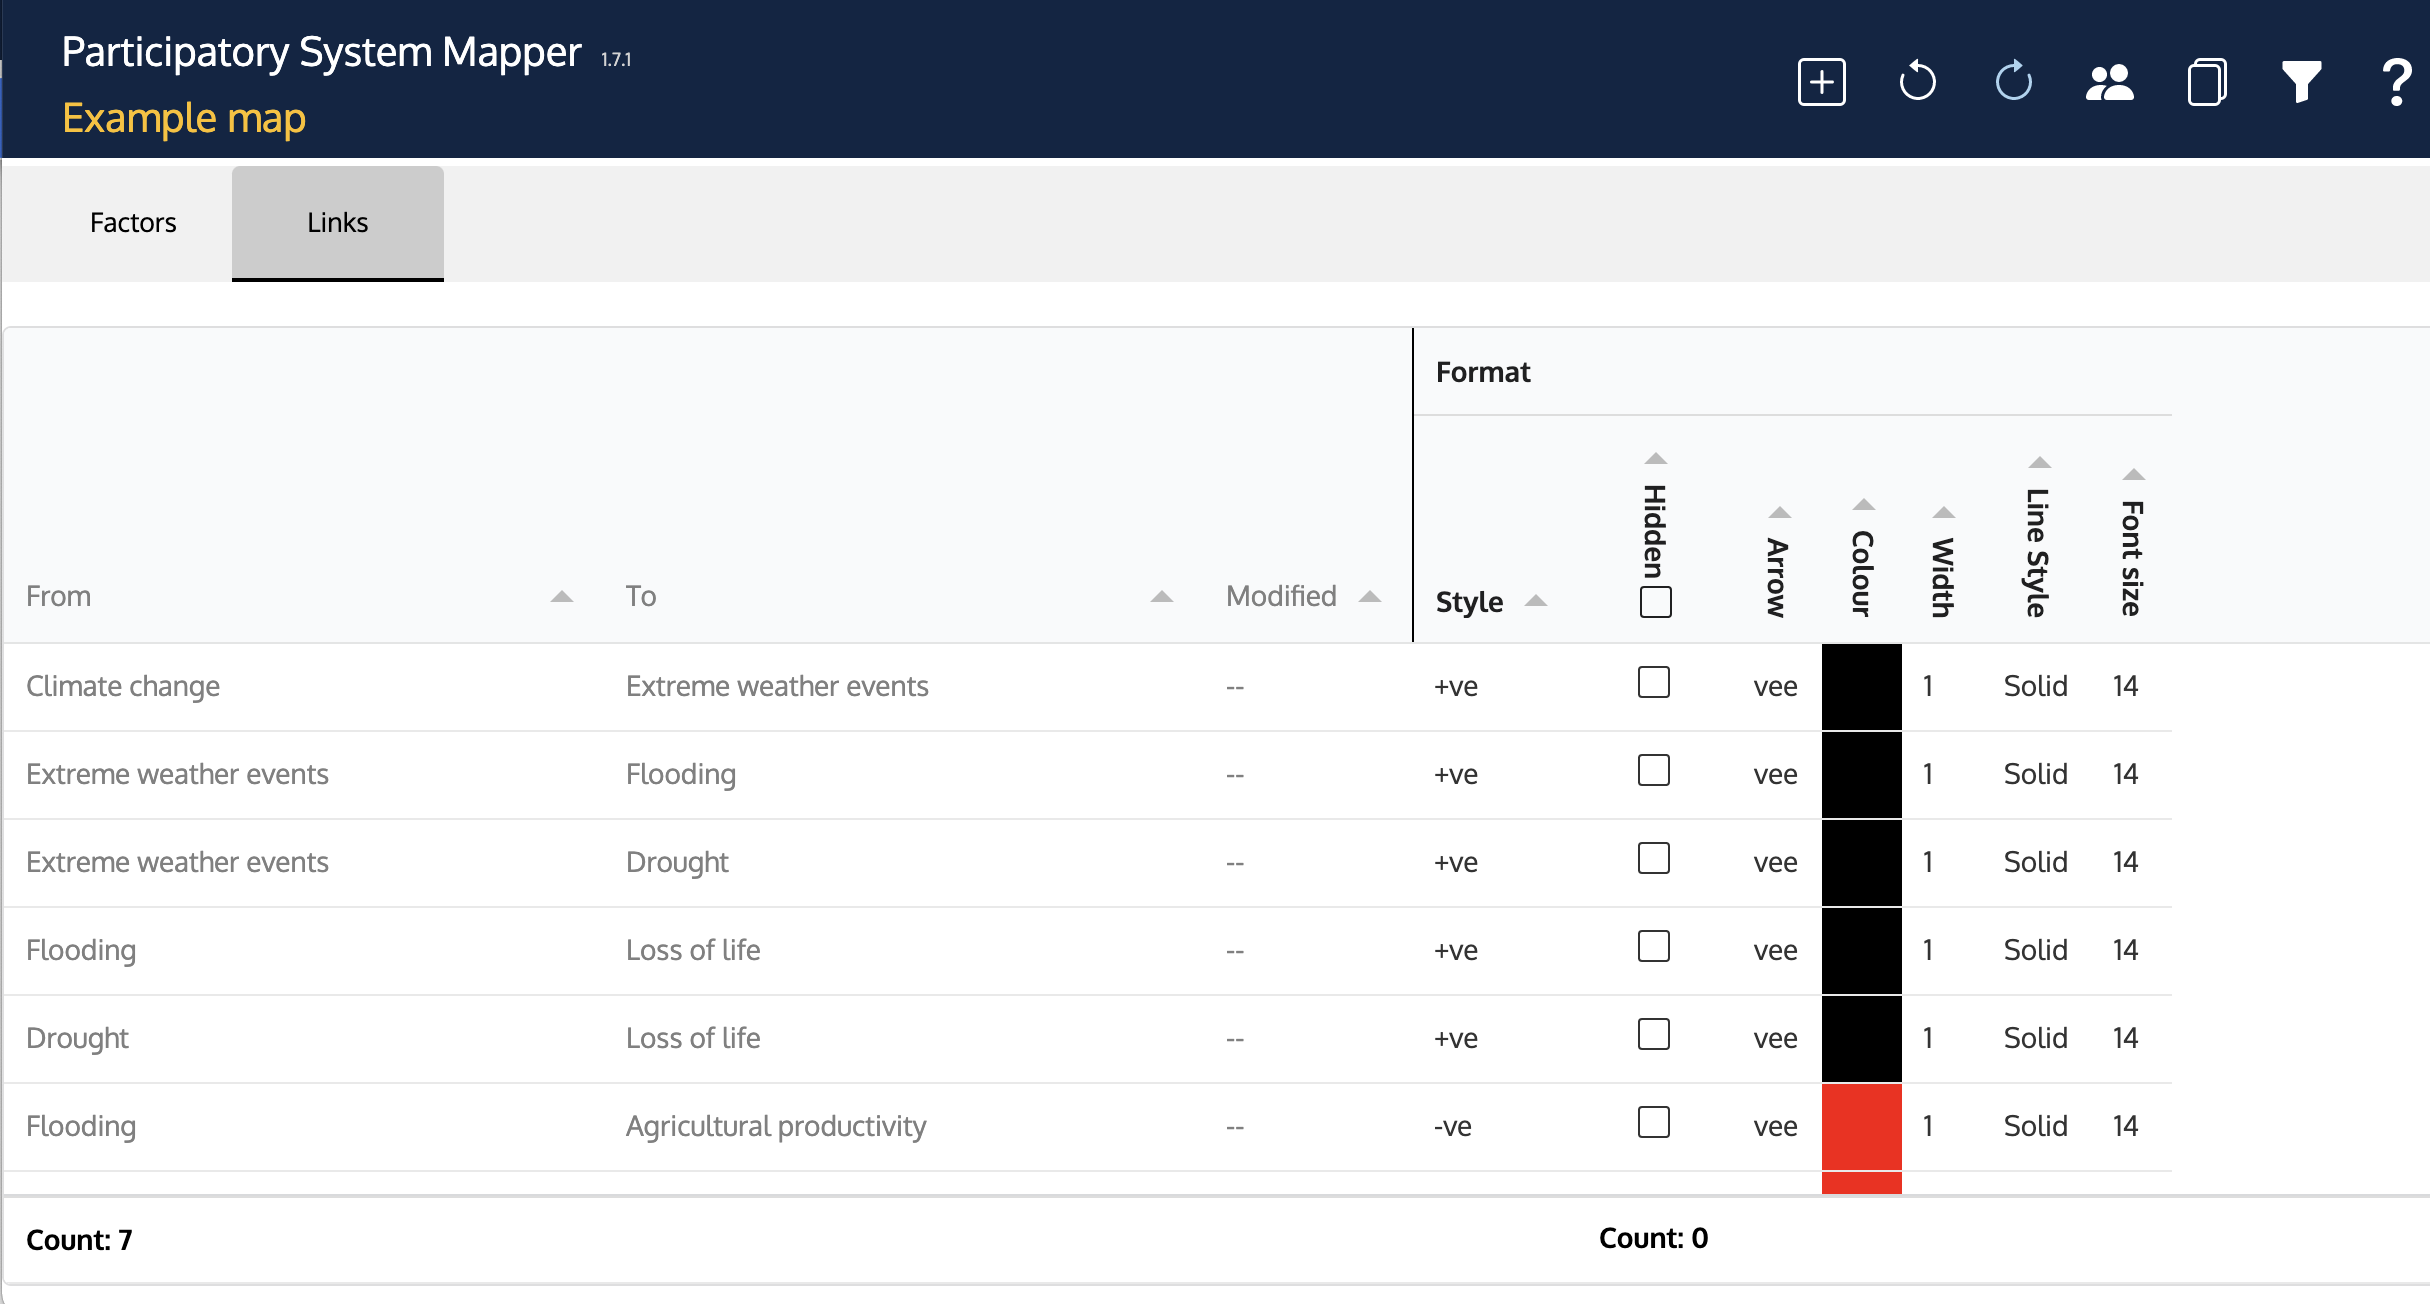 Participatory System Mapper 1.7.1
Example map
?
Factors Links
Format
From To Modified Style Hidden Arrow Colour Width Line Style Font size
Climate change Extreme weather events -- +ve vee 1 Solid 14
Extreme weather events Flooding -- +ve vee 1 Solid 14
Extreme weather events Drought -- +ve vee 1 Solid 14
Flooding Loss of life -- +ve vee 1 Solid 14
Drought Loss of life -- +ve vee 1 Solid 14
Flooding Agricultural productivity -- -ve vee 1 Solid 14
Count: 7 Count: 0